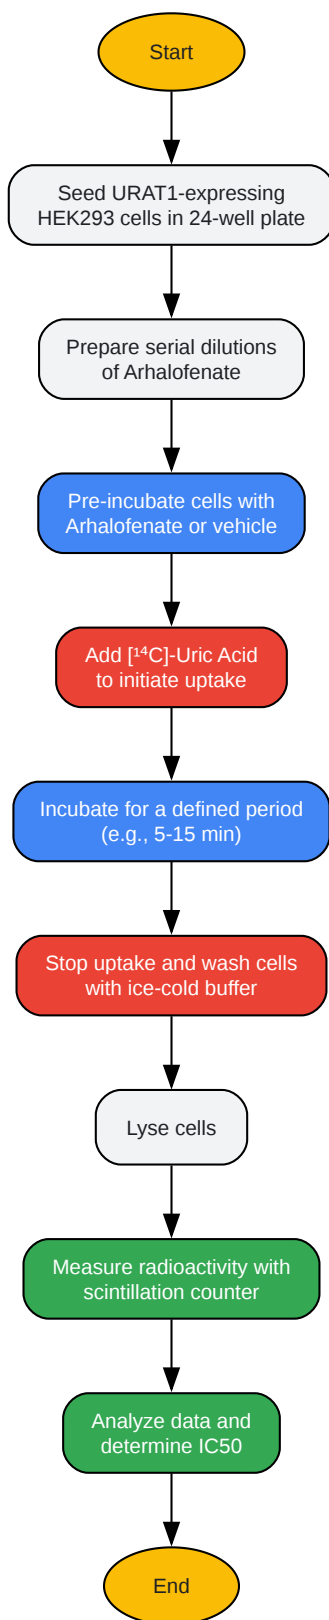 Start
Seed URAT1-expressing
HEK293 cells in 24-well plate
Prepare serial dilutions
of Arhalofenate
Pre-incubate cells with
Arhalofenate or vehicle
Add [¹⁴C]-Uric Acid
to initiate uptake
Incubate for a defined period
(e.g., 5-15 min)
Stop uptake and wash cells
with ice-cold buffer
Lyse cells
Measure radioactivity with
scintillation counter
Analyze data and
determine IC50
End